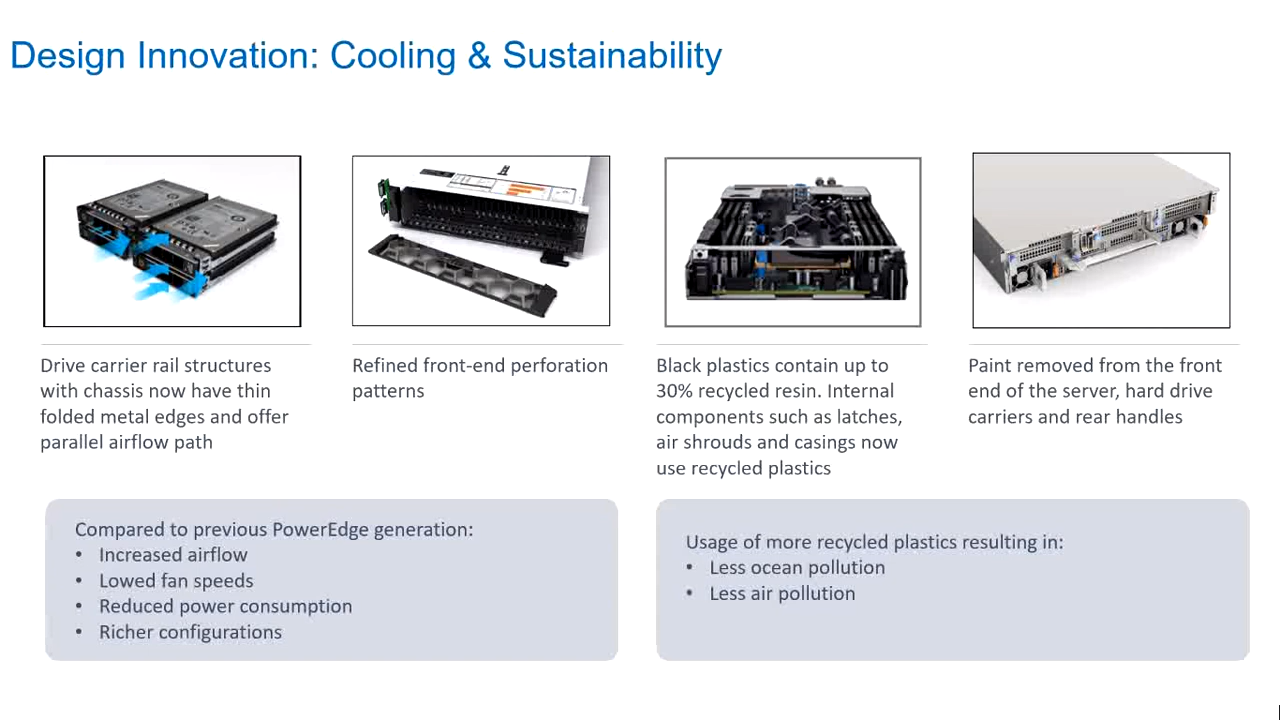 Design Innovation: Cooling & Sustainability
Drive carrier rail structures
with chassis now have thin
folded metal edges and offer
parallel airflow path
Refined front-end perforation
patterns
Black plastics contain up to
30% recycled resin. Internal
components such as latches,
air shrouds and casings now
use recycled plastics
Paint removed from the front
end of the server, hard drive
carriers and rear handles
Compared to previous PowerEdge generation:
• Increased airflow
• Lowed fan speeds
• Reduced power consumption
• Richer configurations
Usage of more recycled plastics resulting in:
• Less ocean pollution
• Less air pollution